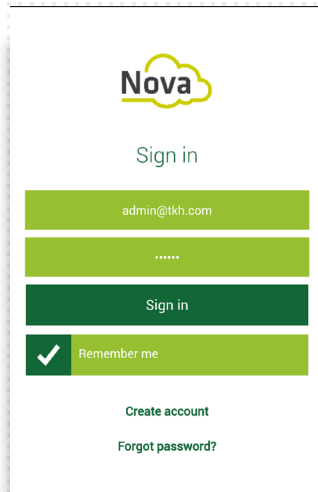 Nova
Sign in
admin@tkh.com
••••••
Sign in
Remember me
Create account
Forgot password?